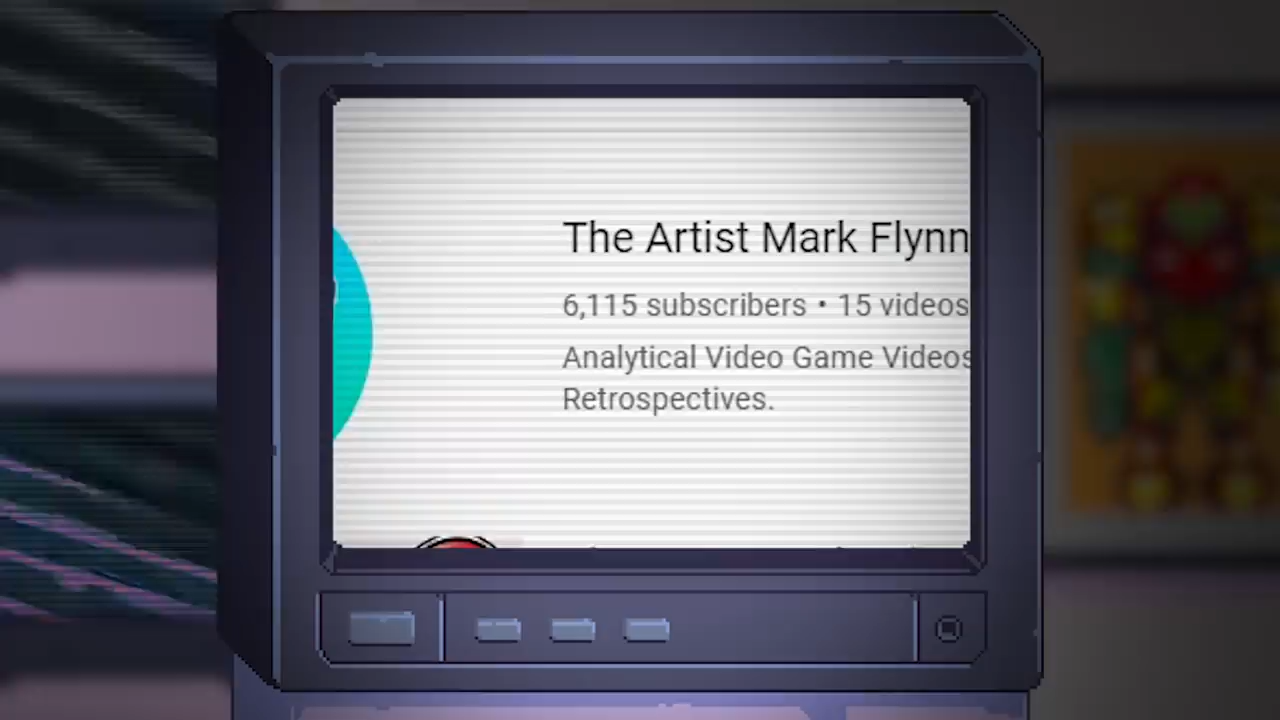 The Artist Mark Flynn
6,115 subscribers • 15 videos
Analytical Video Game Videos
Retrospectives.